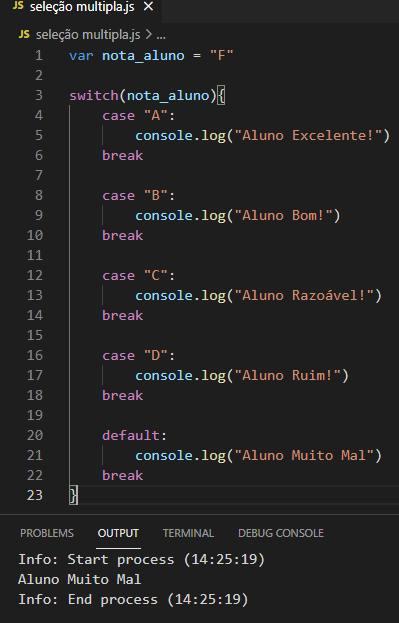 JS seleção multipla.js ×
JS seleção multipla.js > ...
1 var nota_aluno = "F"
2
3 switch(nota_aluno){
4 case "A":
5 console.log("Aluno Excelente!")
6 break
7
8 case "B":
9 console.log("Aluno Bom!")
10 break
11
12 case "C":
13 console.log("Aluno Razoável!")
14 break
15
16 case "D":
17 console.log("Aluno Ruim!")
18 break
19
20 default:
21 console.log("Aluno Muito Mal")
22 break
23 }
PROBLEMS OUTPUT TERMINAL DEBUG CONSOLE
Info: Start process (14:25:19)
Aluno Muito Mal
Info: End process (14:25:19)